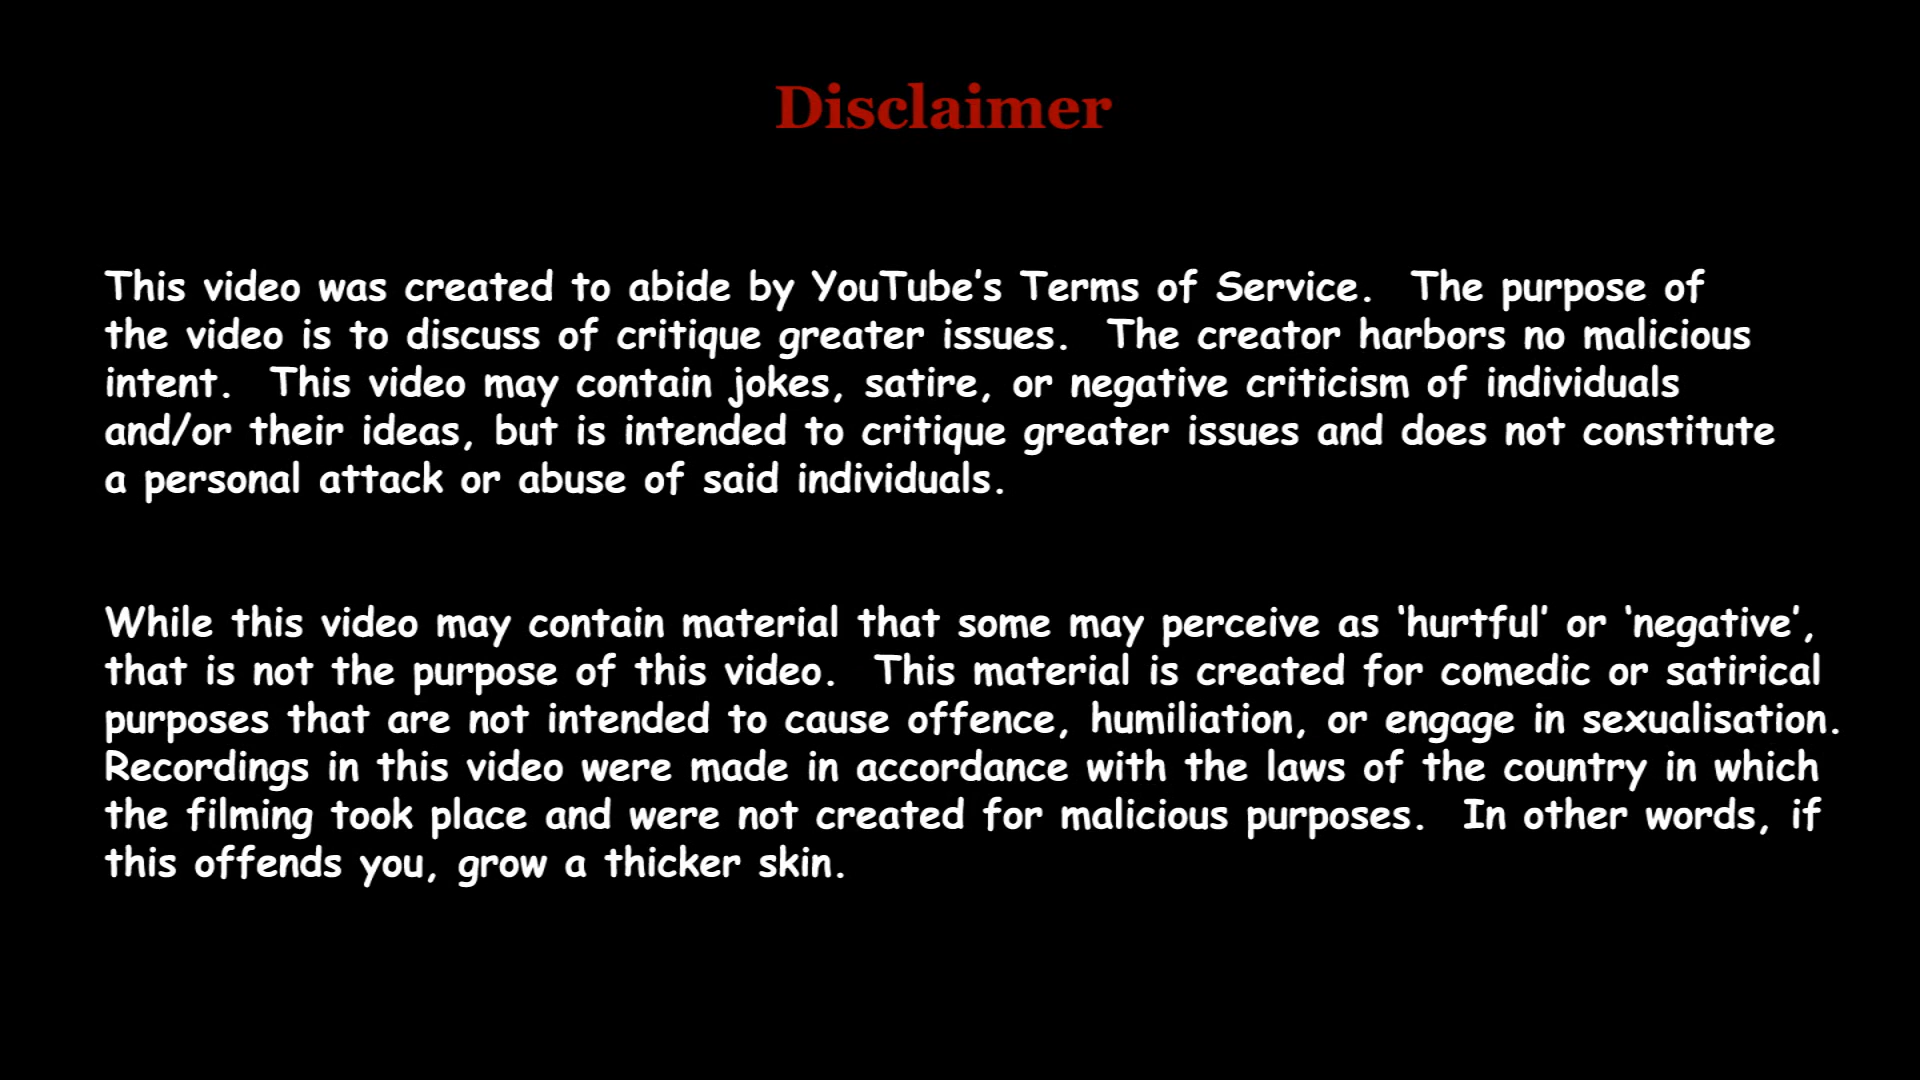 Disclaimer
This video was created to abide by YouTube's Terms of Service.  The purpose of
the video is to discuss of critique greater issues.  The creator harbors no malicious
intent.  This video may contain jokes, satire, or negative criticism of individuals
and/or their ideas, but is intended to critique greater issues and does not constitute
a personal attack or abuse of said individuals.
While this video may contain material that some may perceive as ‘hurtful’ or ‘negative’,
that is not the purpose of this video.  This material is created for comedic or satirical
purposes that are not intended to cause offence, humiliation, or engage in sexualisation.
Recordings in this video were made in accordance with the laws of the country in which
the filming took place and were not created for malicious purposes.  In other words, if
this offends you, grow a thicker skin.